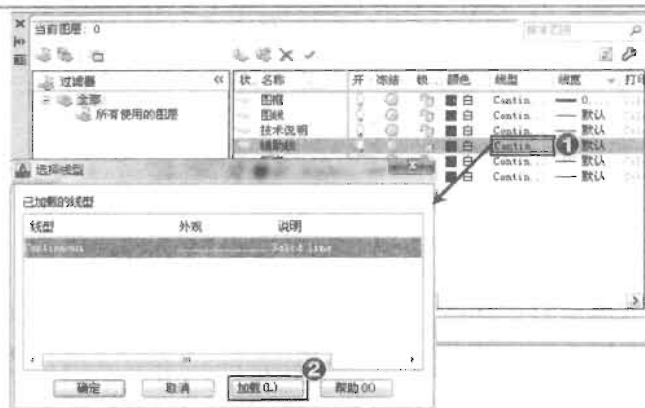 当前图层: 0
过滤器
全部
所有使用的图层
状 名称 开 冻结 锁... 颜色 线型 线宽 打印
图框 白 Contin... 0....
图线 白 Contin... 默认
技术说明 白 Contin... 默认
辅助线 白 Contin... 默认
❶
白 Contin... 默认
白 Contin... 默认
选择线型
已加载的线型
线型 外观 说明
Continuous Solid line
确定 取消 加载(L)... 帮助(H)
❷